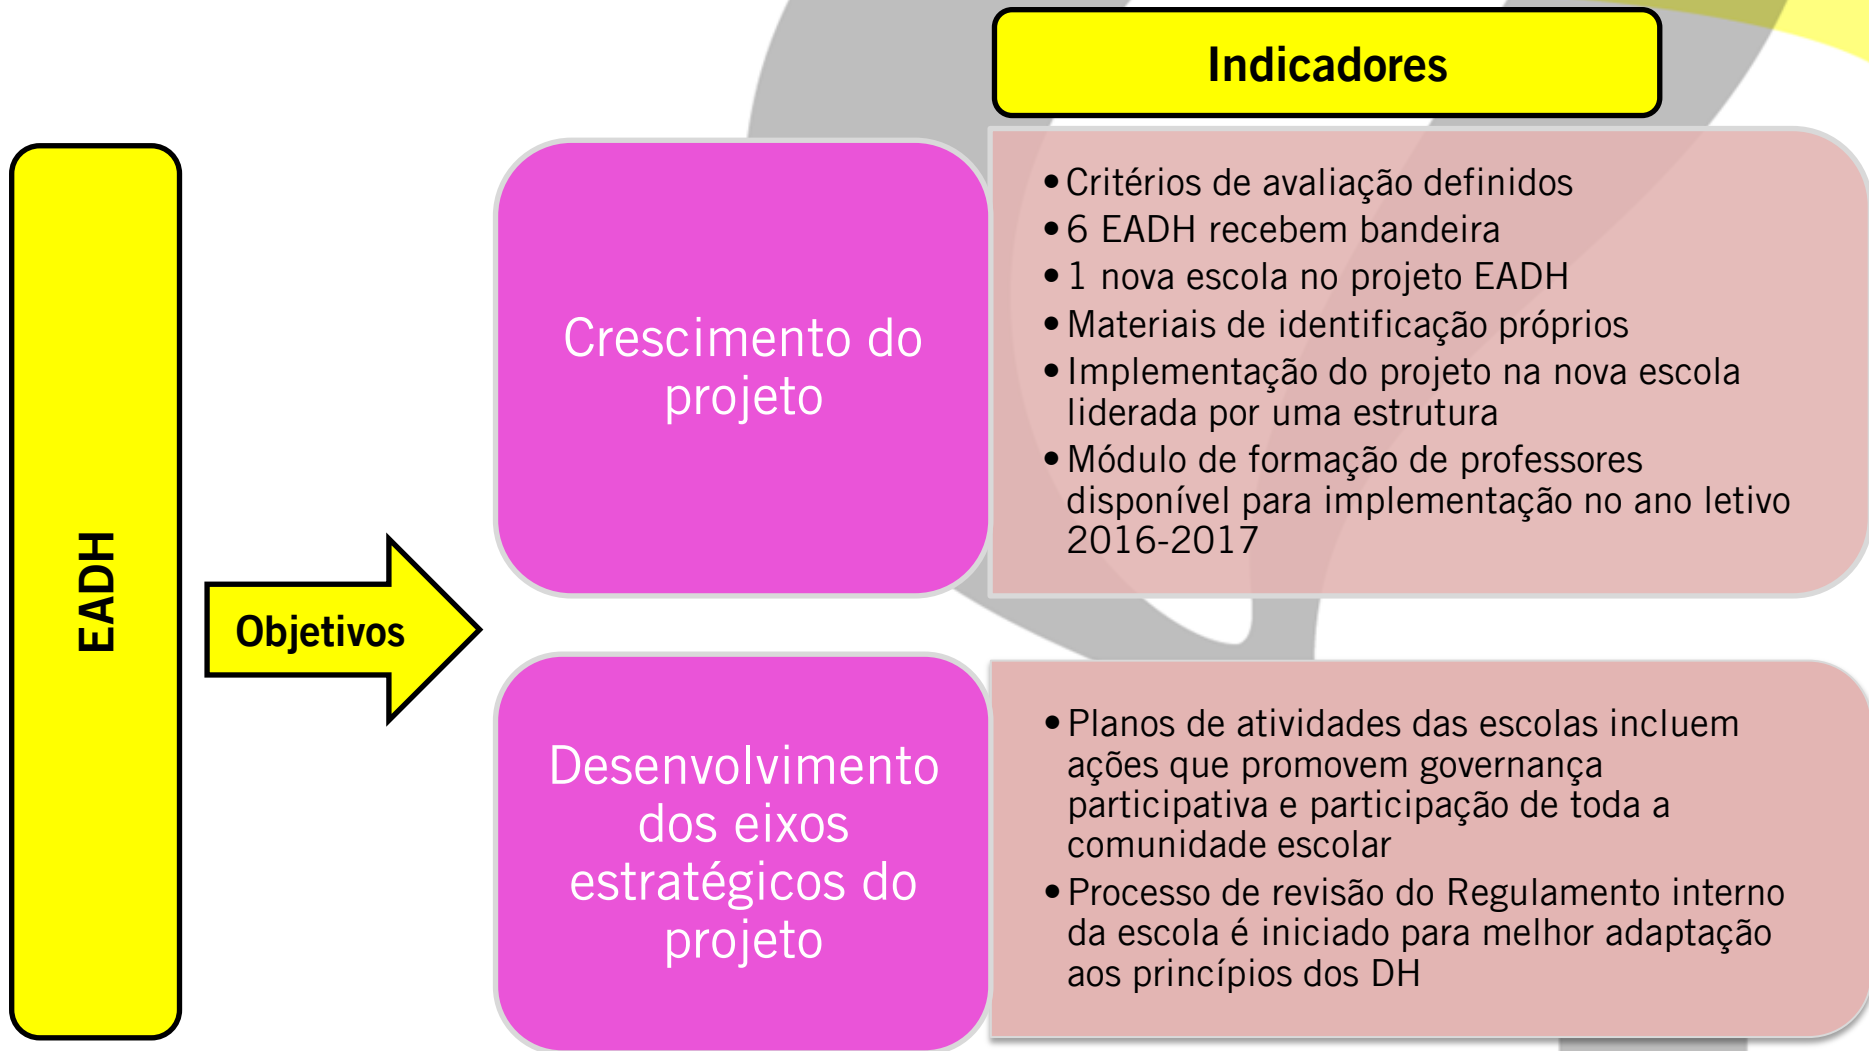 Indicadores
EADH
Objetivos
Crescimento do
projeto
•Critérios de avaliação definidos
•6 EADH recebem bandeira
•1 nova escola no projeto EADH
•Materiais de identificação próprios
•Implementação do projeto na nova escola
liderada por uma estrutura
•Módulo de formação de professores
disponível para implementação no ano letivo
2016-2017
Desenvolvimento
dos eixos
estratégicos do
projeto
•Planos de atividades das escolas incluem
ações que promovem governança
participativa e participação de toda a
comunidade escolar
•Processo de revisão do Regulamento interno
da escola é iniciado para melhor adaptação
aos princípios dos DH